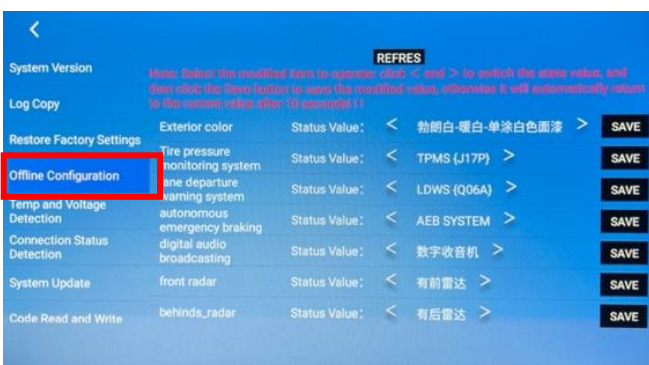 REFRES
System Version
Note: Select the modified item to operate: click < and > to switch the state value, and
then click the Save button to save the modified value, otherwise it will automatically return
to the current value after 10 seconds! !
Log Copy
Exterior color Status Value: < 勃朗白-暖白-单涂白色面漆 > SAVE
Restore Factory Settings
Tire pressure
monitoring system Status Value: < TPMS {J17P} > SAVE
Offline Configuration
lane departure
warning system Status Value: < LDWS {Q06A} > SAVE
Temp and Voltage
Detection
autonomous
emergency braking Status Value: < AEB SYSTEM > SAVE
Connection Status
Detection
digital audio
broadcasting Status Value: < 数字收音机 > SAVE
System Update
front radar Status Value: < 有前雷达 > SAVE
Code Read and Write
behinds_radar Status Value: < 有后雷达 > SAVE